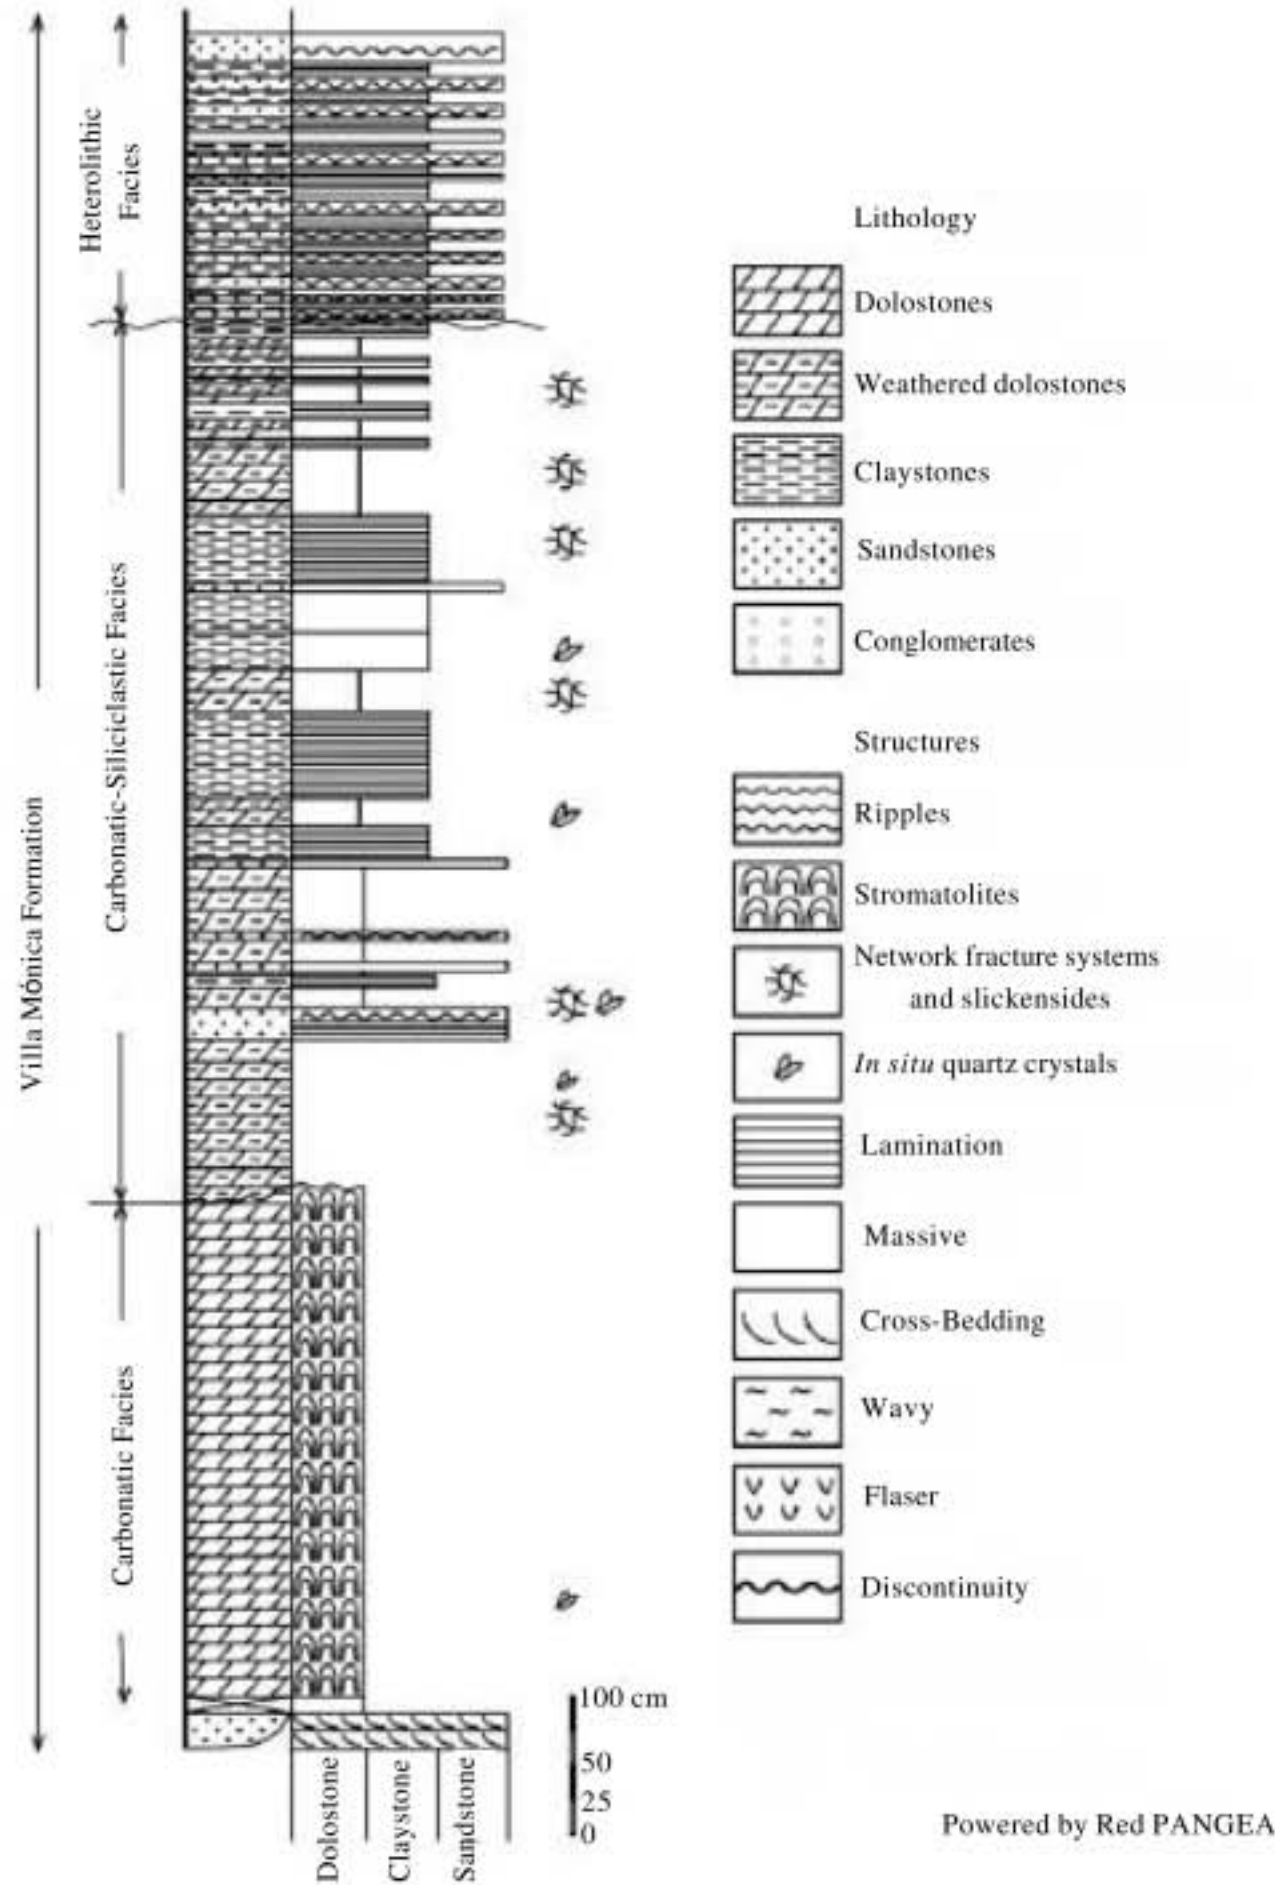 Villa Mónica Formation
Heterolithic
Facies
Carbonatic-Siliciclastic Facies
Carbonatic Facies
Dolostone
Claystone
Sandstone
100 cm
50
25
0
Lithology
Dolostones
Weathered dolostones
Claystones
Sandstones
Conglomerates
Structures
Ripples
Stromatolites
Network fracture systems
and slickensides
In situ quartz crystals
Lamination
Massive
Cross-Bedding
Wavy
Flaser
Discontinuity
Powered by Red PANGEA